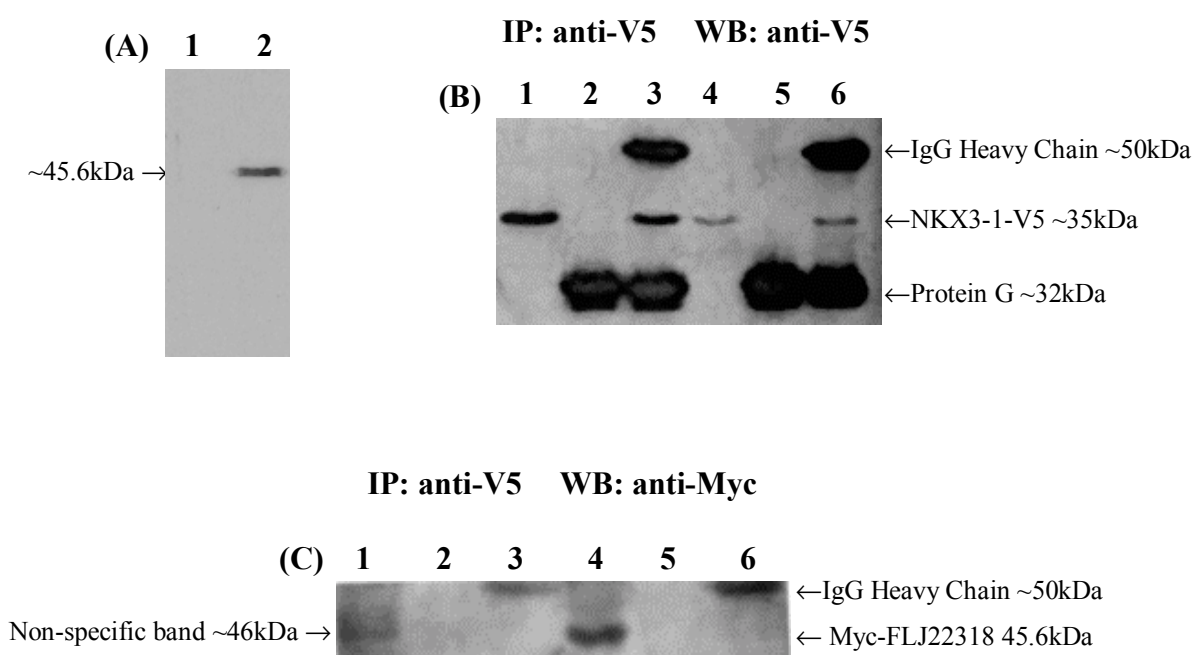 (A) 1 2
~45.6kDa →
IP: anti-V5 WB: anti-V5
(B) 1 2 3 4 5 6
←IgG Heavy Chain ~50kDa
←NKX3-1-V5 ~35kDa
←Protein G ~32kDa
IP: anti-V5 WB: anti-Myc
(C) 1 2 3 4 5 6
←IgG Heavy Chain ~50kDa
Non-specific band ~46kDa → ← Myc-FLJ22318 45.6kDa